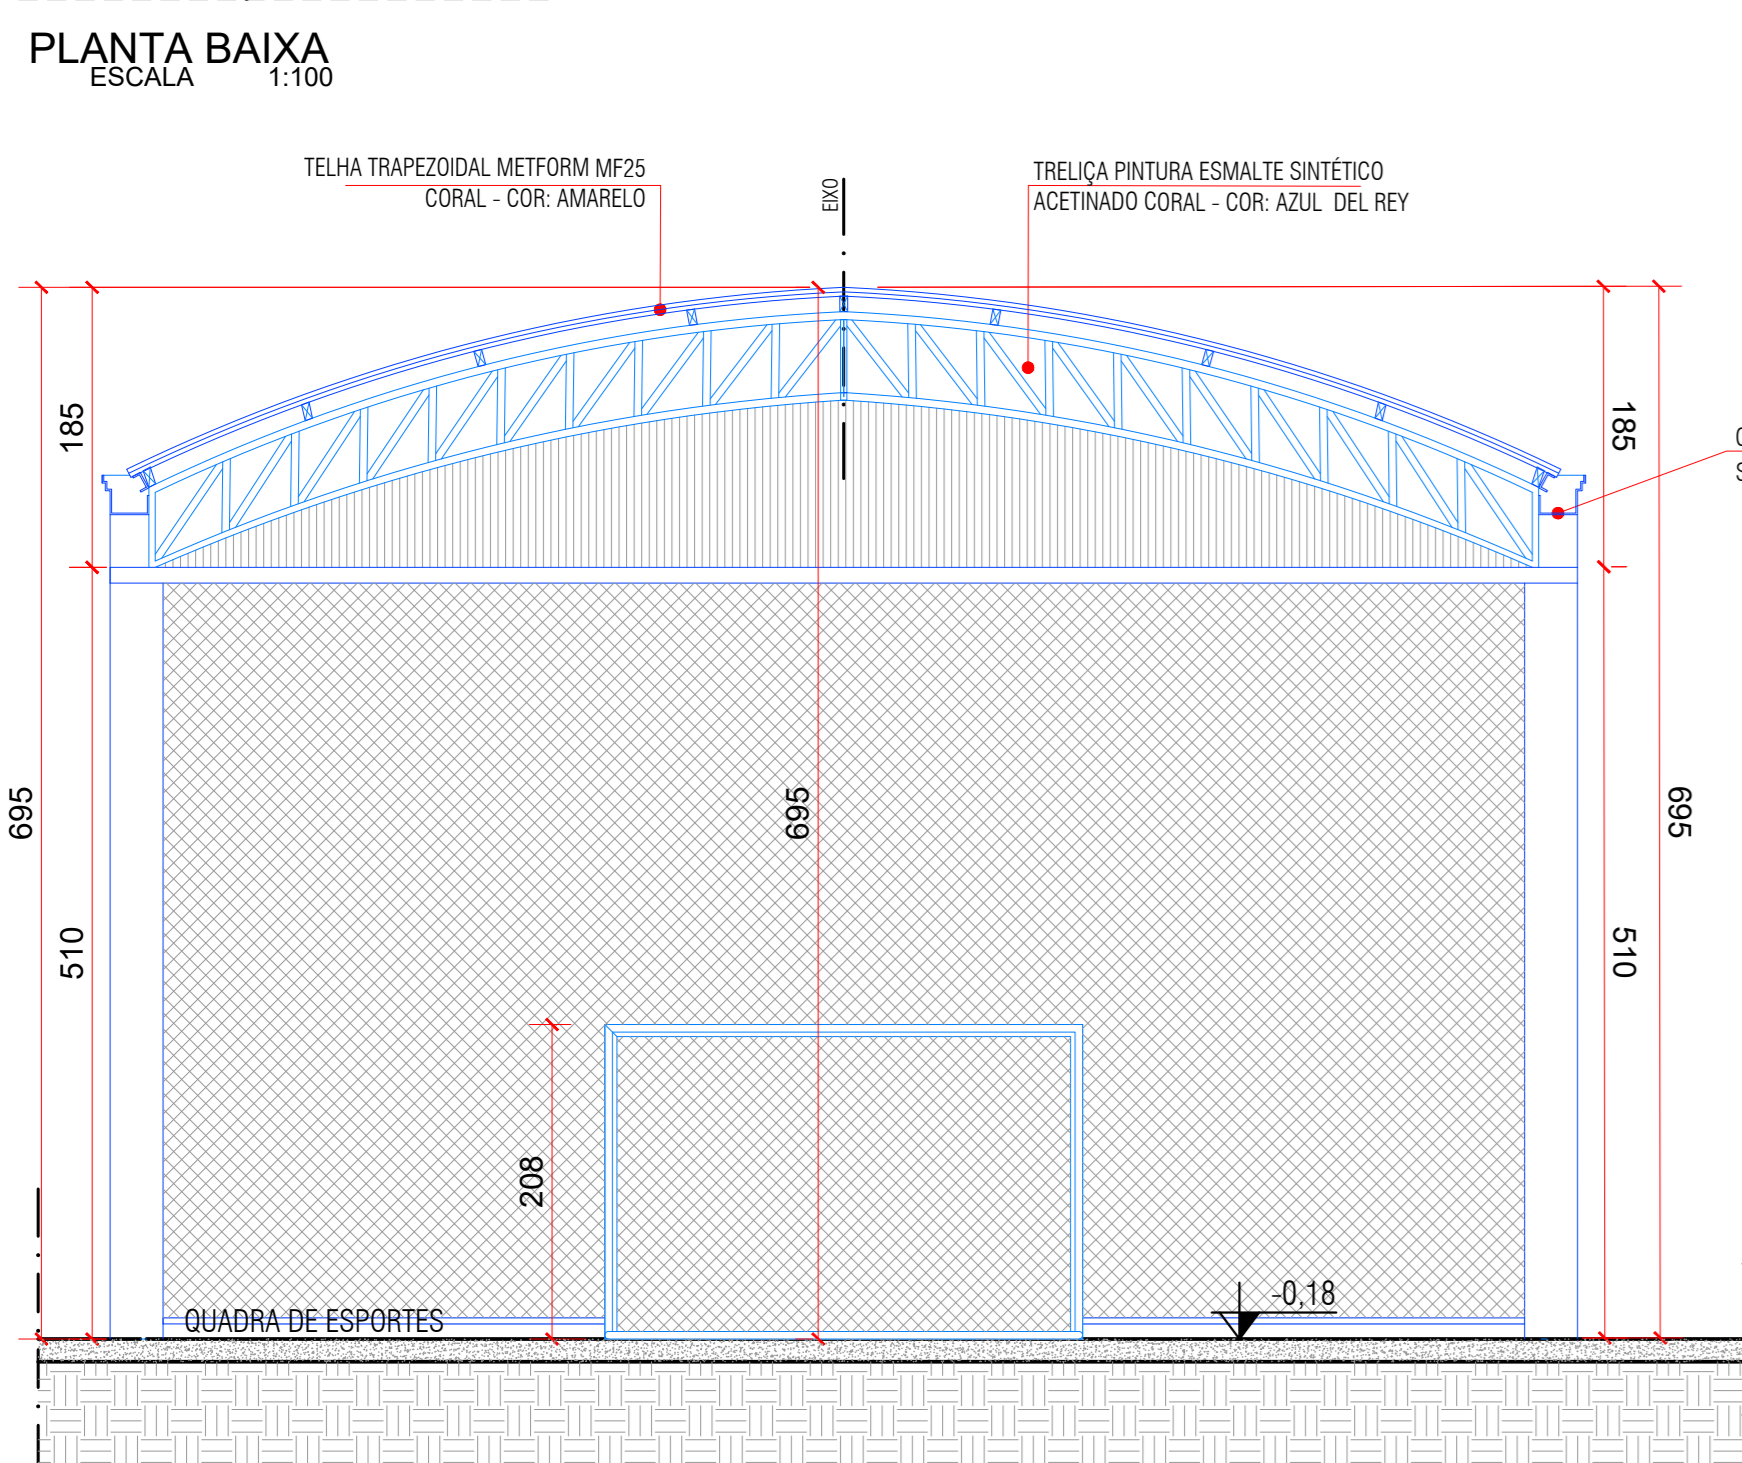 PLANTA BAIXA
ESCALA 1:100
TELHA TRAPEZOIDAL METFORM MF25
CORAL - COR: AMARELO
EIXO
TRELIÇA PINTURA ESMALTE SINTÉTICO
ACETINADO CORAL - COR: AZUL DEL REY
185
185
695
695
695
510
510
208
QUADRA DE ESPORTES
-0,18